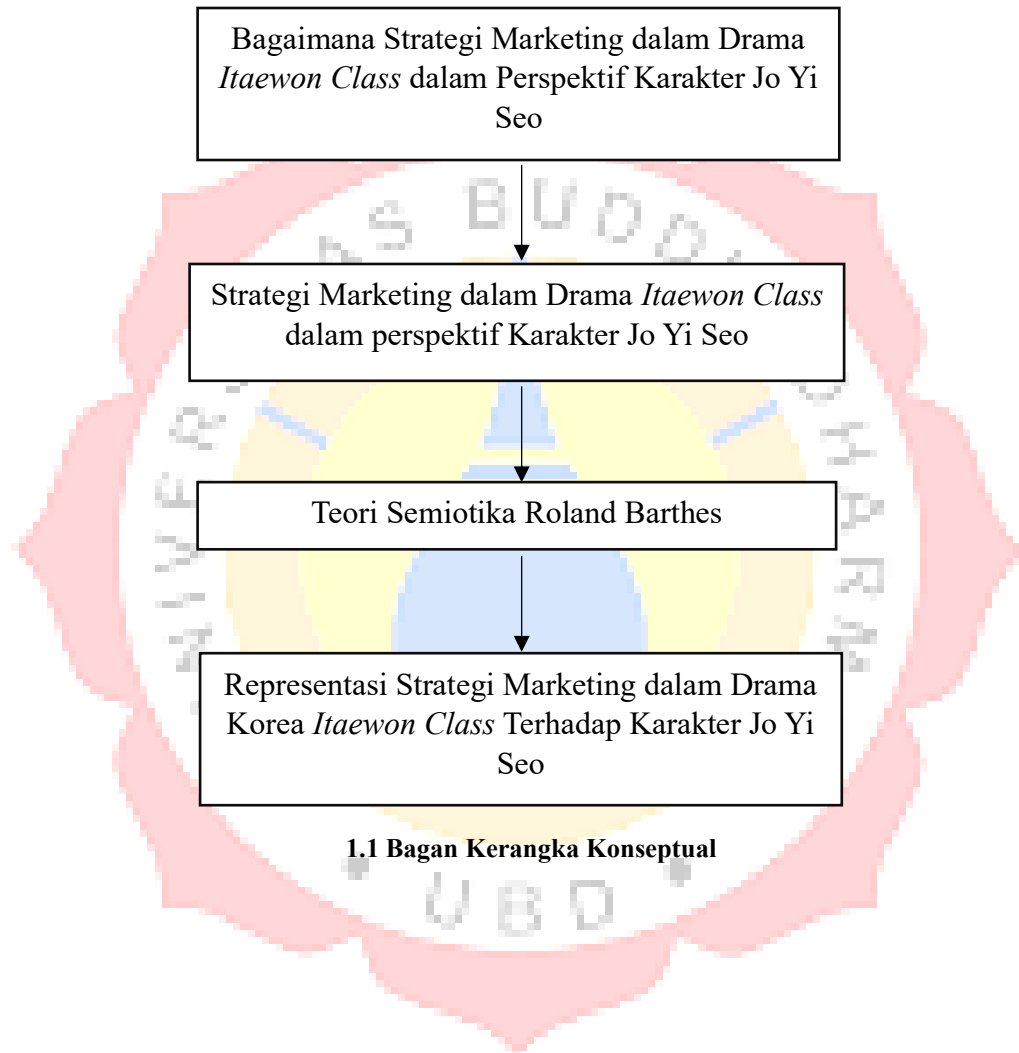 Bagaimana Strategi Marketing dalam Drama
Itaewon Class dalam Perspektif Karakter Jo Yi
Seo
Strategi Marketing dalam Drama Itaewon Class
dalam perspektif Karakter Jo Yi Seo
Teori Semiotika Roland Barthes
Representasi Strategi Marketing dalam Drama
Korea Itaewon Class Terhadap Karakter Jo Yi
Seo
1.1 Bagan Kerangka Konseptual
UBD